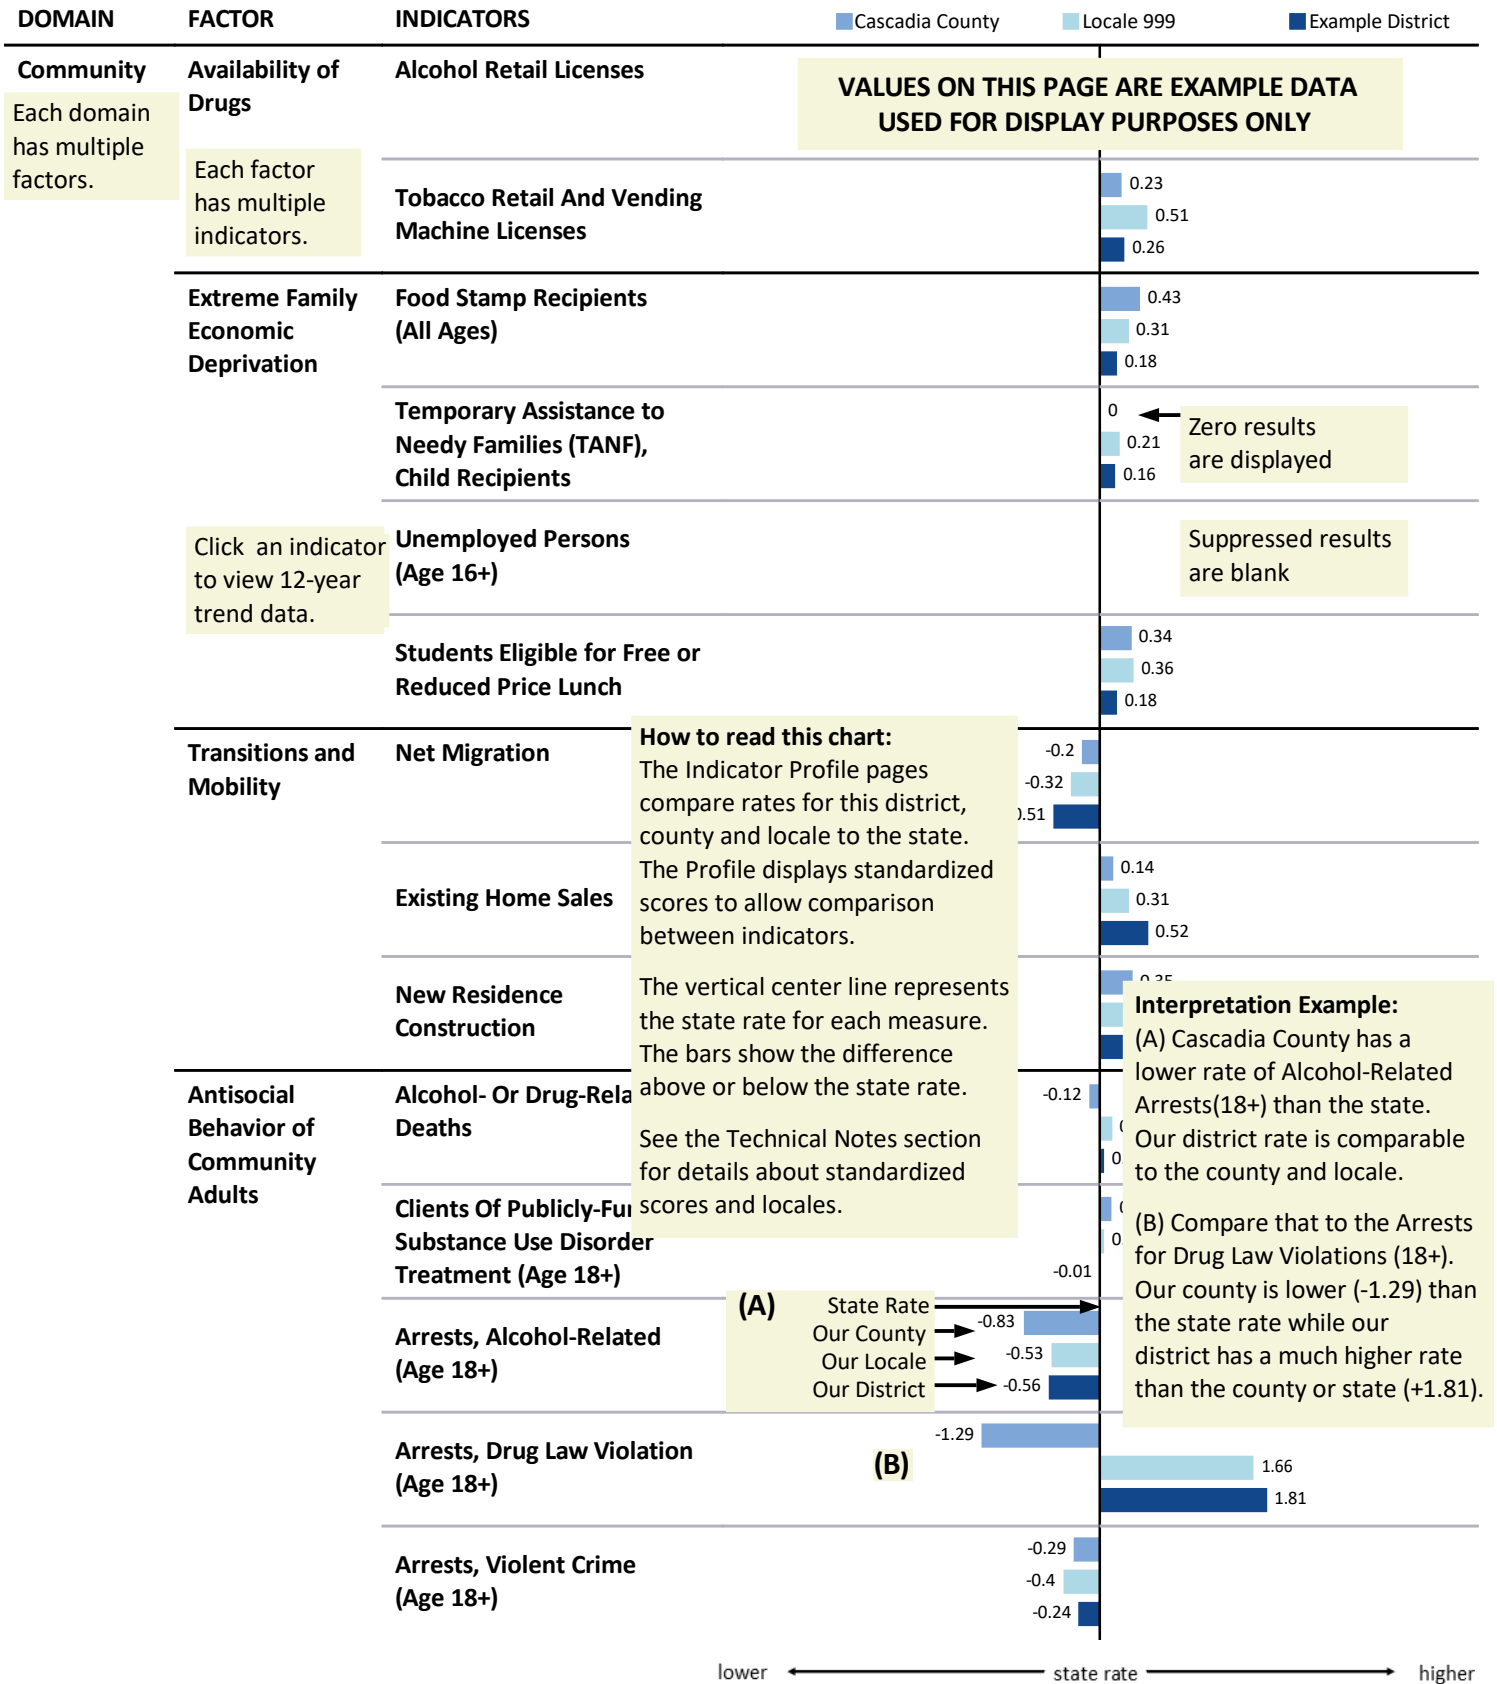 DOMAIN FACTOR INDICATORS Cascadia County Locale 999 Example District
Community
Each domain
has multiple
factors.
Availability of
Drugs
Each factor
has multiple
indicators.
Alcohol Retail Licenses
VALUES ON THIS PAGE ARE EXAMPLE DATA
USED FOR DISPLAY PURPOSES ONLY
Tobacco Retail And Vending
Machine Licenses
0.23
0.51
0.26
Extreme Family
Economic
Deprivation
Food Stamp Recipients
(All Ages)
0.43
0.31
0.18
Temporary Assistance to
Needy Families (TANF),
Child Recipients
0
0.21
0.16
Zero results
are displayed
Click an indicator
to view 12-year
trend data.
Unemployed Persons
(Age 16+)
Suppressed results
are blank
Students Eligible for Free or
Reduced Price Lunch
0.34
0.36
0.18
Transitions and
Mobility
Net Migration
-0.2
-0.32
.51
How to read this chart:
The Indicator Profile pages
compare rates for this district,
county and locale to the state.
The Profile displays standardized
scores to allow comparison
between indicators.
The vertical center line represents
the state rate for each measure.
The bars show the difference
above or below the state rate.
See the Technical Notes section
for details about standardized
scores and locales.
Existing Home Sales
0.14
0.31
0.52
New Residence
Construction
Interpretation Example:
(A) Cascadia County has a
lower rate of Alcohol-Related
Arrests(18+) than the state.
Our district rate is comparable
to the county and locale.
(B) Compare that to the Arrests
for Drug Law Violations (18+).
Our county is lower (-1.29) than
the state rate while our
district has a much higher rate
than the county or state (+1.81).
Antisocial
Behavior of
Community
Adults
Alcohol- Or Drug-Rela
Deaths
-0.12
0.
Clients Of Publicly-Fu
Substance Use Disorder
Treatment (Age 18+)
0.
-0.01
Arrests, Alcohol-Related
(Age 18+)
(A) State Rate
Our County -0.83
Our Locale -0.53
Our District -0.56
Arrests, Drug Law Violation
(Age 18+)
(B)
-1.29
1.66
1.81
Arrests, Violent Crime
(Age 18+)
-0.29
-0.4
-0.24
lower state rate higher